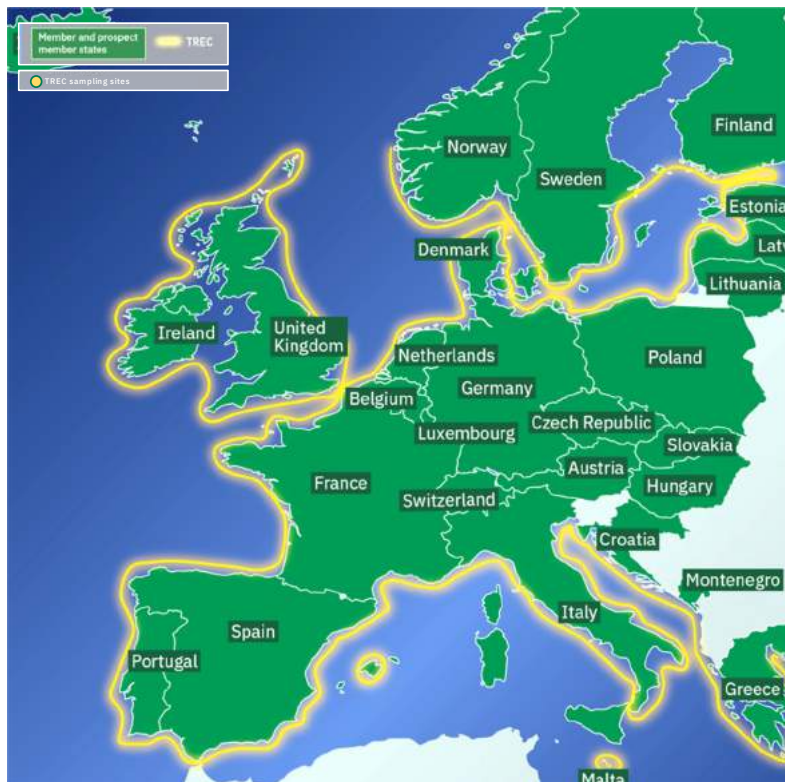 Member and prospect
member states
TREC
TREC sampling sites
Norway
Finland
Sweden
Estonia
Denmark
Latv
Lithuania
Ireland
United
Kingdom
Netherlands
Poland
Germany
Belgium
Czech Republic
Luxembourg
Slovakia
Austria
France
Hungary
Switzerland
Croatia
Montenegro
Italy
Spain
Portugal
Greece
Malta